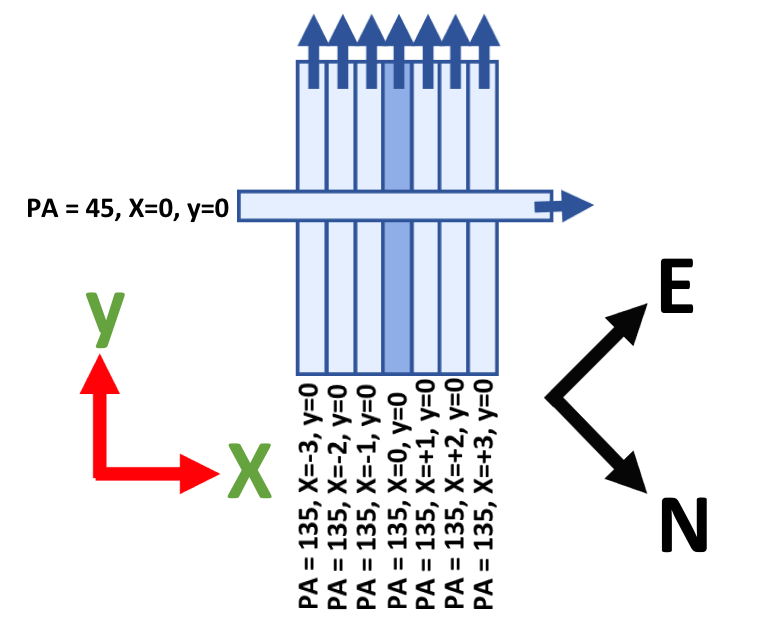 PA = 45, X=0, y=0
E
y
X
N
PA = 135, X=-3, y=0
PA = 135, X=-2, y=0
PA = 135, X=-1, y=0
PA = 135, X=0, y=0
PA = 135, X=+1, y=0
PA = 135, X=+2, y=0
PA = 135, X=+3, y=0